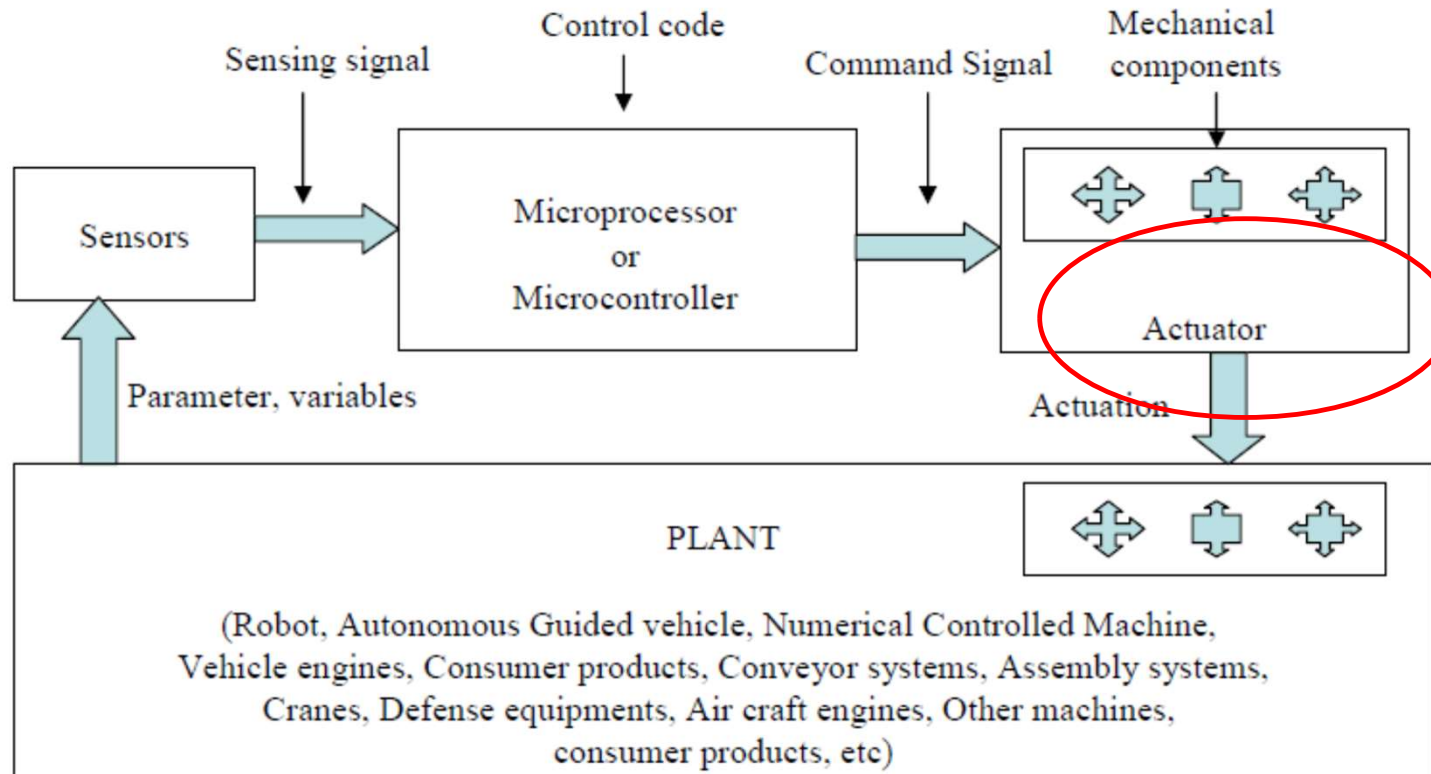 Control code
Mechanical
components
Sensing signal
Command Signal
Sensors
Microprocessor
or
Microcontroller
Actuator
Parameter, variables
Actuation
PLANT
(Robot, Autonomous Guided vehicle, Numerical Controlled Machine,
Vehicle engines, Consumer products, Conveyor systems, Assembly systems,
Cranes, Defense equipments, Air craft engines, Other machines,
consumer products, etc)